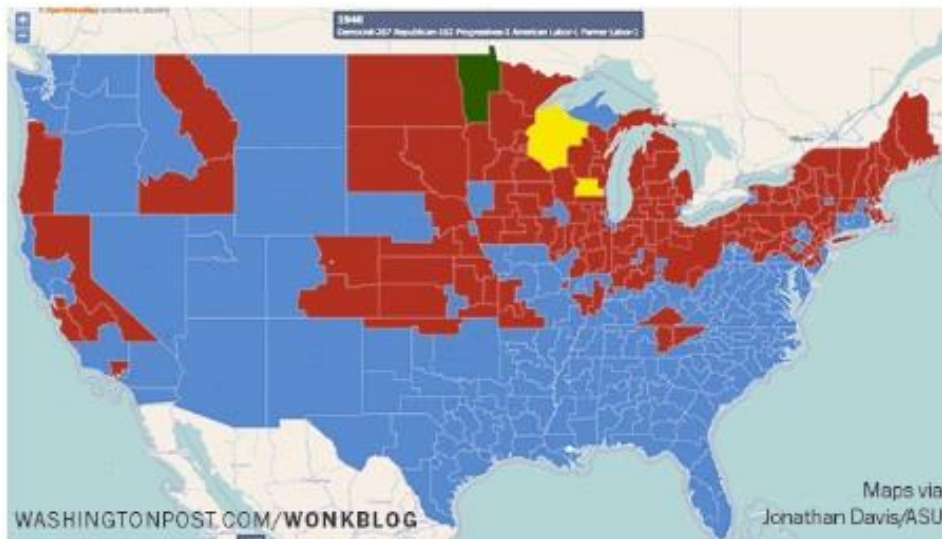 1940
Democrat-267 Republican-162 Progressive-3 American Labor-1 Farmer Labor-1
WASHINGTONPOST.COM/WONKBLOG
Maps via
Jonathan Davis/ASU